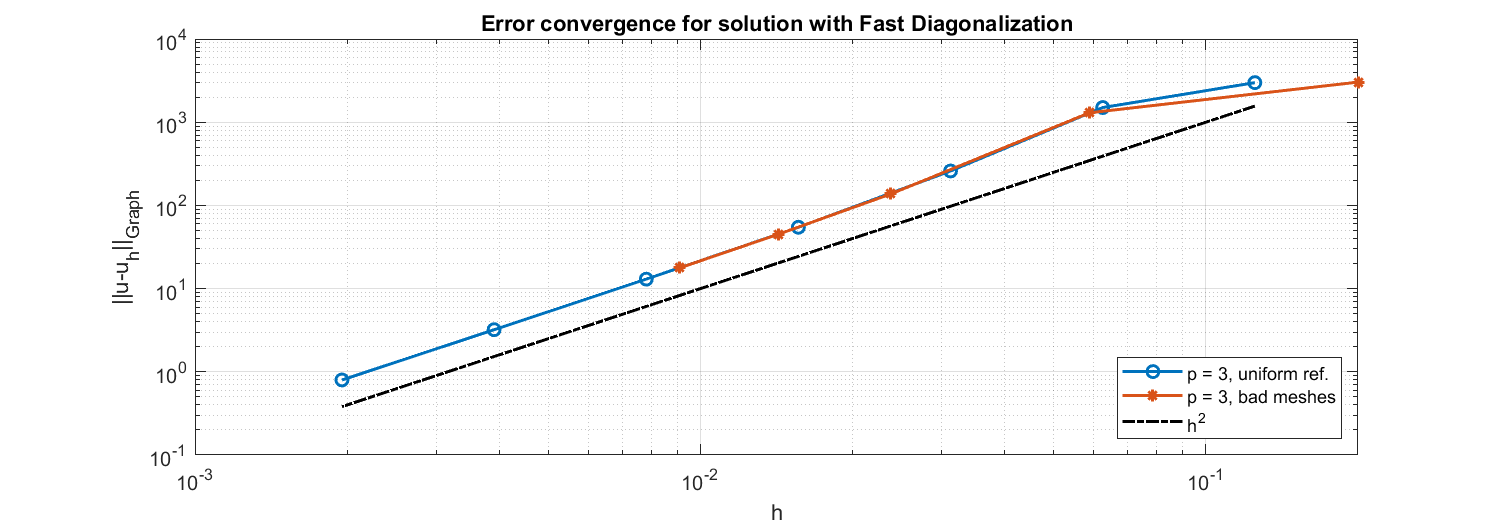 Error convergence for solution with Fast Diagonalization
||u-u_h||_Graph
10^4
10^3
10^2
10^1
10^0
10^-1
10^-3
10^-2
10^-1
h
p = 3, uniform ref.
p = 3, bad meshes
h^2